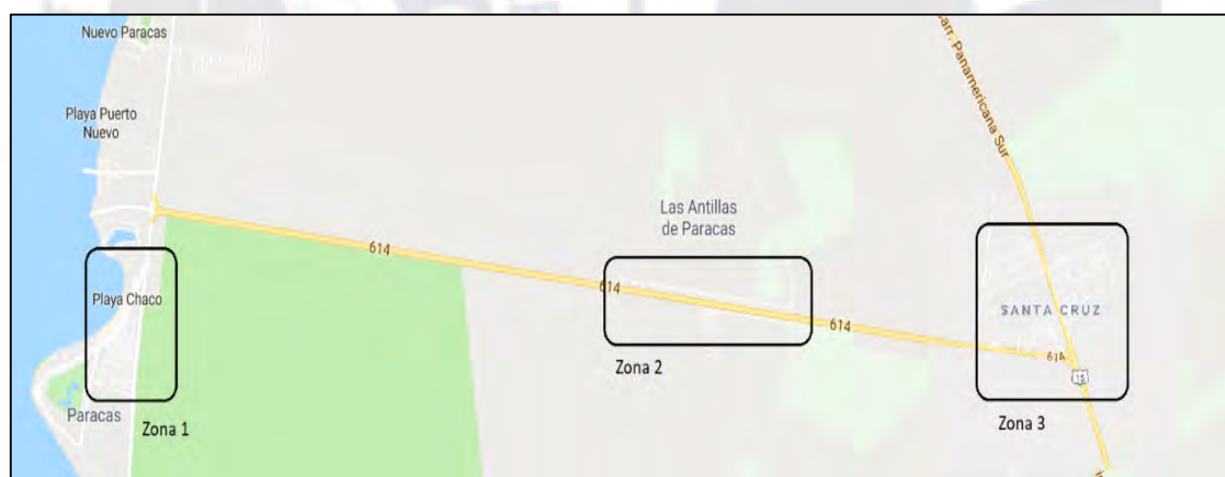 Nuevo Paracas
Playa Puerto
Nuevo
arr. Panamericana Sur
Las Antillas
de Paracas
614
614
Playa Chaco
614
SANTA CRUZ
614
1S
Zona 2
Paracas
Zona 1
Zona 3